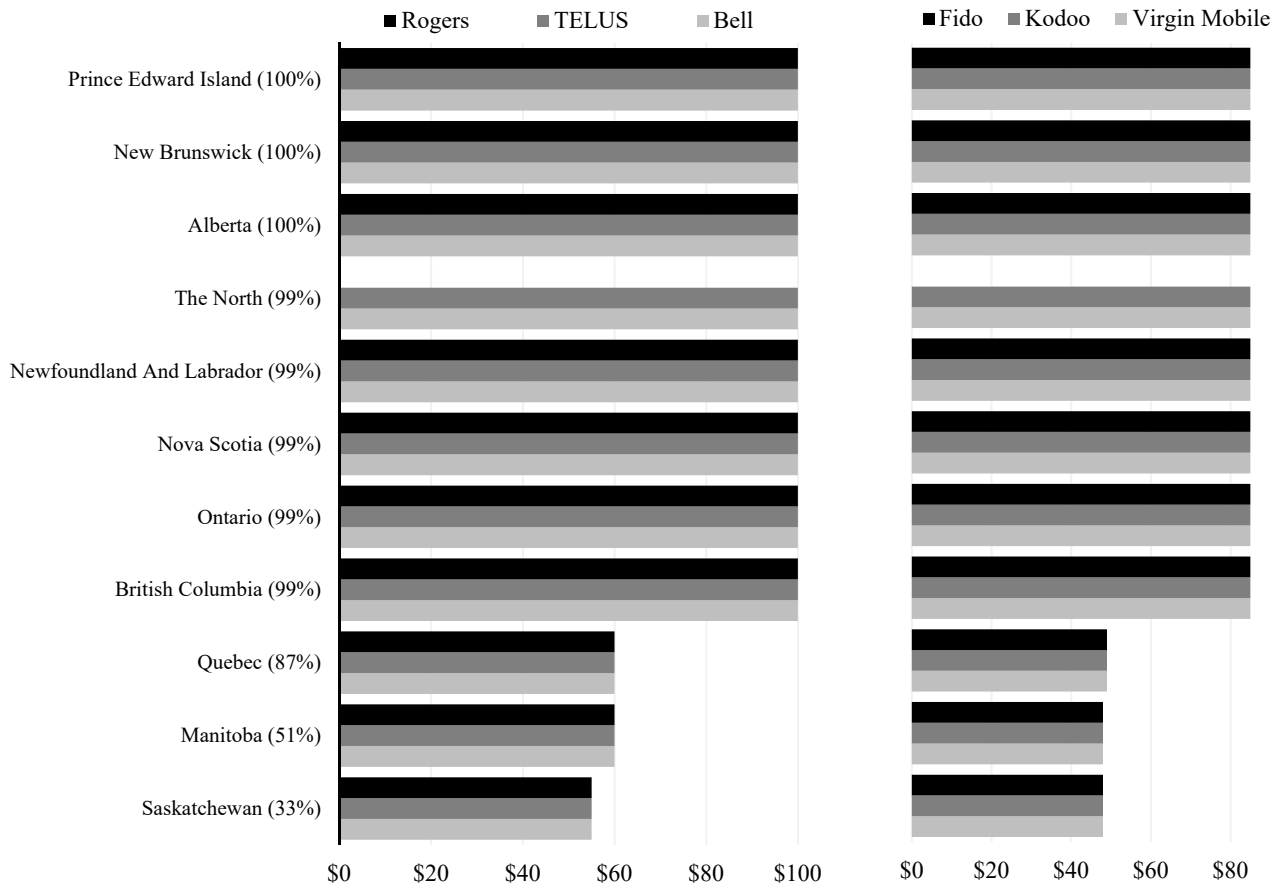 Rogers TELUS Bell
Fido Kodoo Virgin Mobile
Prince Edward Island (100%)
New Brunswick (100%)
Alberta (100%)
The North (99%)
Newfoundland And Labrador (99%)
Nova Scotia (99%)
Ontario (99%)
British Columbia (99%)
Quebec (87%)
Manitoba (51%)
Saskatchewan (33%)
$0 $20 $40 $60 $80 $100
$0 $20 $40 $60 $80